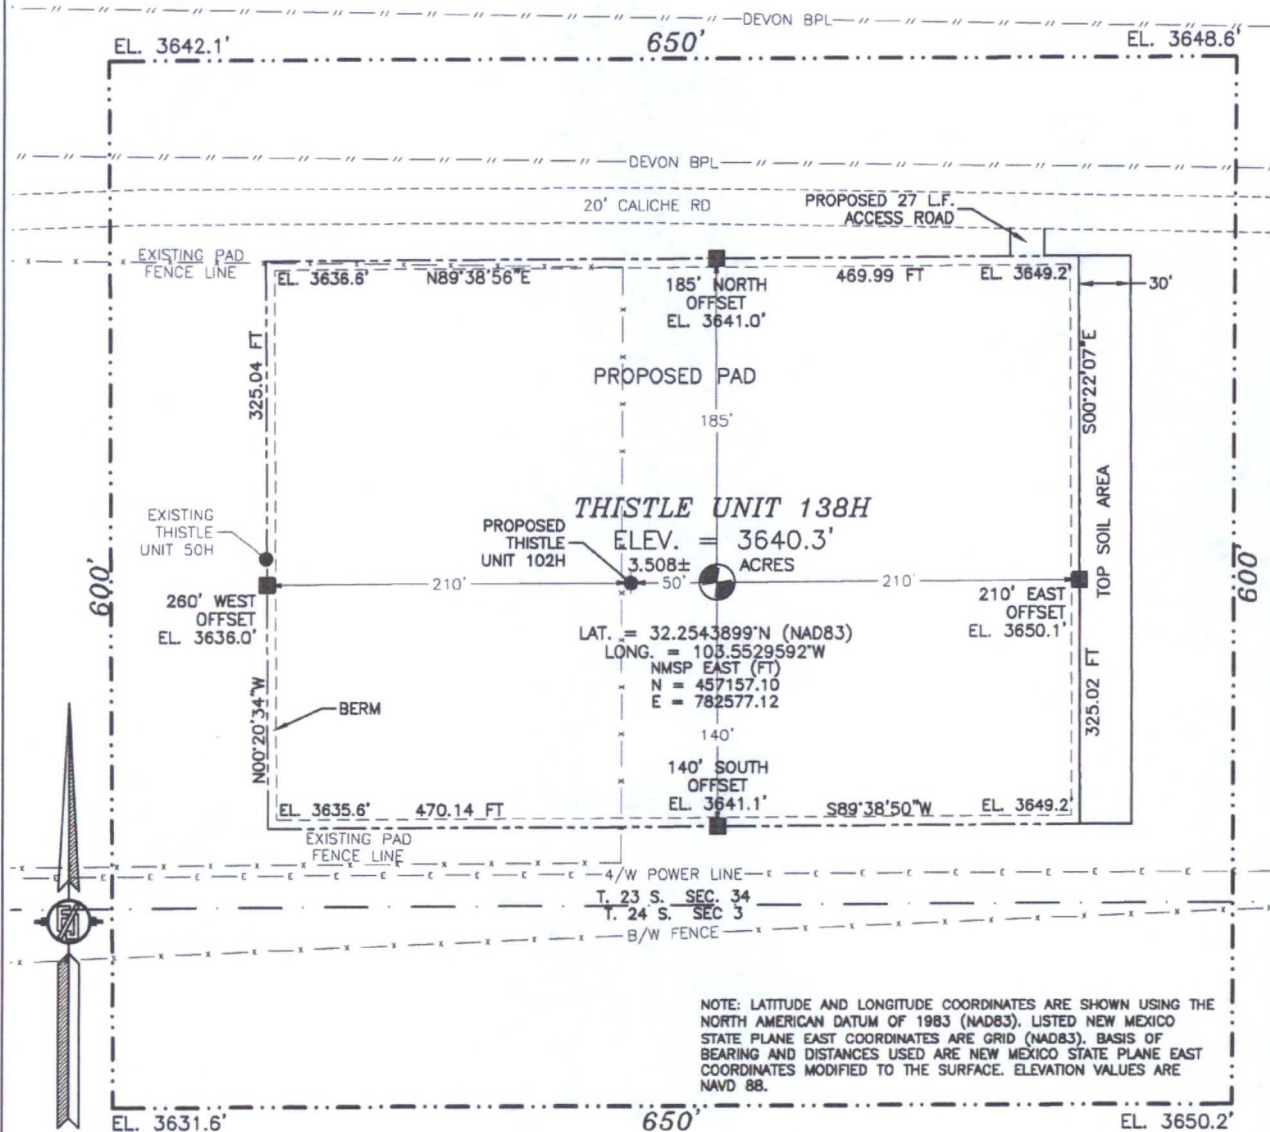 DEVON BPL
EL. 3642.1'
650'
EL. 3648.6'
DEVON BPL
20' CALICHE RD
PROPOSED 27 L.F.
ACCESS ROAD
EXISTING PAD
FENCE LINE
EL. 3636.6'
N89°38'56"E
185' NORTH
OFFSET
EL. 3641.0'
469.99 FT
EL. 3649.2'
30'
325.04 FT
PROPOSED PAD
185'
S00°22'07"E
THISTLE UNIT 138H
ELEV. = 3640.3'
3.508± ACRES
EXISTING
THISTLE
UNIT 50H
PROPOSED
THISTLE
UNIT 102H
TOP SOIL AREA
600'
210'
50'
210'
600'
260' WEST
OFFSET
EL. 3636.0'
210' EAST
OFFSET
EL. 3650.1'
LAT. = 32.2543899°N (NAD83)
LONG. = 103.5529592°W
NMSP EAST (FT)
N = 457157.10
E = 782577.12
N00°20'34"W
BERM
325.02 FT
140'
140' SOUTH
OFFSET
EL. 3641.1'
EL. 3635.6'
470.14 FT
S89°38'50"W
EL. 3649.2'
EXISTING PAD
FENCE LINE
4/W POWER LINE
T. 23 S. SEC. 34
T. 24 S. SEC 3
B/W FENCE
NOTE: LATITUDE AND LONGITUDE COORDINATES ARE SHOWN USING THE
NORTH AMERICAN DATUM OF 1983 (NAD83). LISTED NEW MEXICO
STATE PLANE EAST COORDINATES ARE GRID (NAD83). BASIS OF
BEARING AND DISTANCES USED ARE NEW MEXICO STATE PLANE EAST
COORDINATES MODIFIED TO THE SURFACE. ELEVATION VALUES ARE
NAVD 88.
EL. 3631.6'
650'
EL. 3650.2'